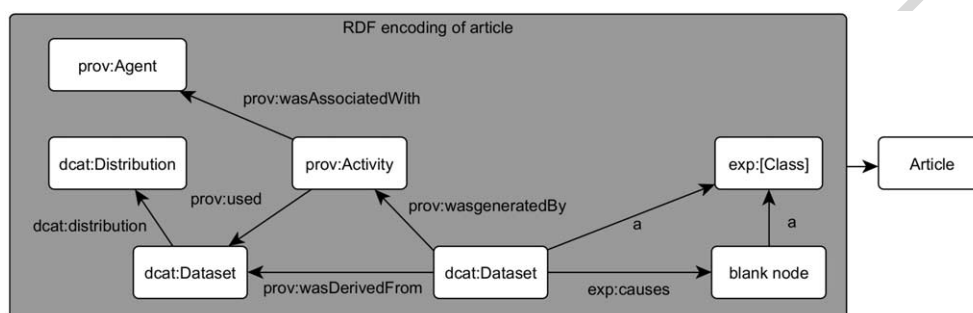 RDF encoding of article
prov:Agent
prov:wasAssociatedWith
dcat:Distribution
prov:Activity
exp:[Class]
Article
prov:used
prov:wasgeneratedBy
dcat:distribution
a
a
dcat:Dataset
dcat:Dataset
blank node
prov:wasDerivedFrom
exp:causes